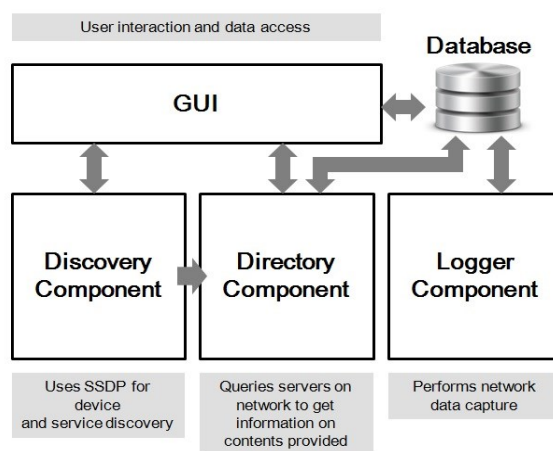 User interaction and data access
Database
GUI
Discovery
Component
Directory
Component
Logger
Component
Uses SSDP for
device
and service discovery
Queries servers on
network to get
information on
contents provided
Performs network
data capture